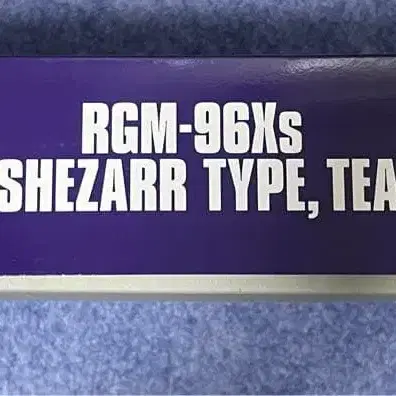 RGM-96Xs
SHEZARR TYPE, TEA